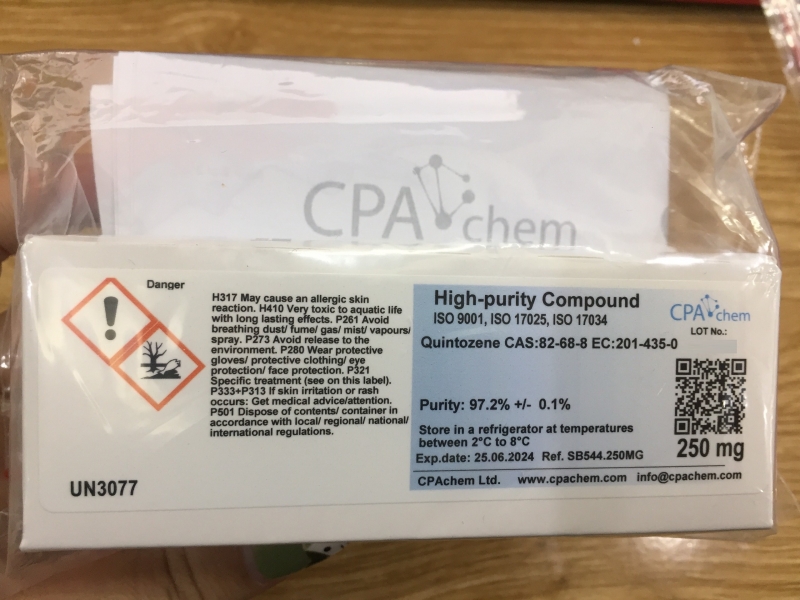 CPA chem
Danger
H317 May cause an allergic skin
reaction. H410 Very toxic to aquatic life
with long lasting effects. P261 Avoid
breathing dust/ fume/ gas/ mist/ vapours/
spray. P273 Avoid release to the
environment. P280 Wear protective
gloves/ protective clothing/ eye
protection/ face protection. P321
Specific treatment (see on this label).
P333+P313 If skin irritation or rash
occurs: Get medical advice/attention.
P501 Dispose of contents/ container in
accordance with local/ regional/ national/
international regulations.
UN3077
High-purity Compound
ISO 9001, ISO 17025, ISO 17034
Quintozene CAS:82-68-8 EC:201-435-0
Purity: 97.2% +/- 0.1%
Store in a refrigerator at temperatures
between 2°C to 8°C
Exp.date: 25.06.2024 Ref. SB544.250MG
CPAchem Ltd. www.cpachem.com info@cpachem.com
CPA chem
LOT No.:
250 mg